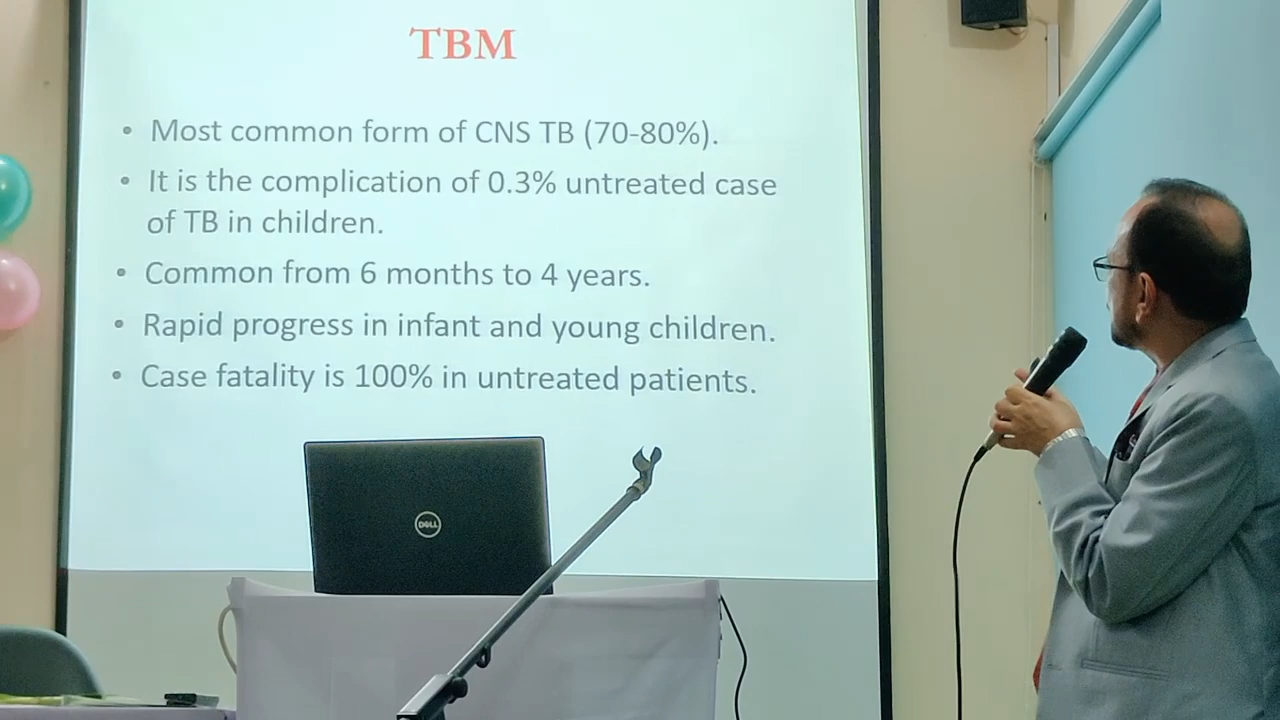 TBM
• Most common form of CNS TB (70-80%).
• It is the complication of 0.3% untreated case
of TB in children.
• Common from 6 months to 4 years.
• Rapid progress in infant and young children.
• Case fatality is 100% in untreated patients.
DELL